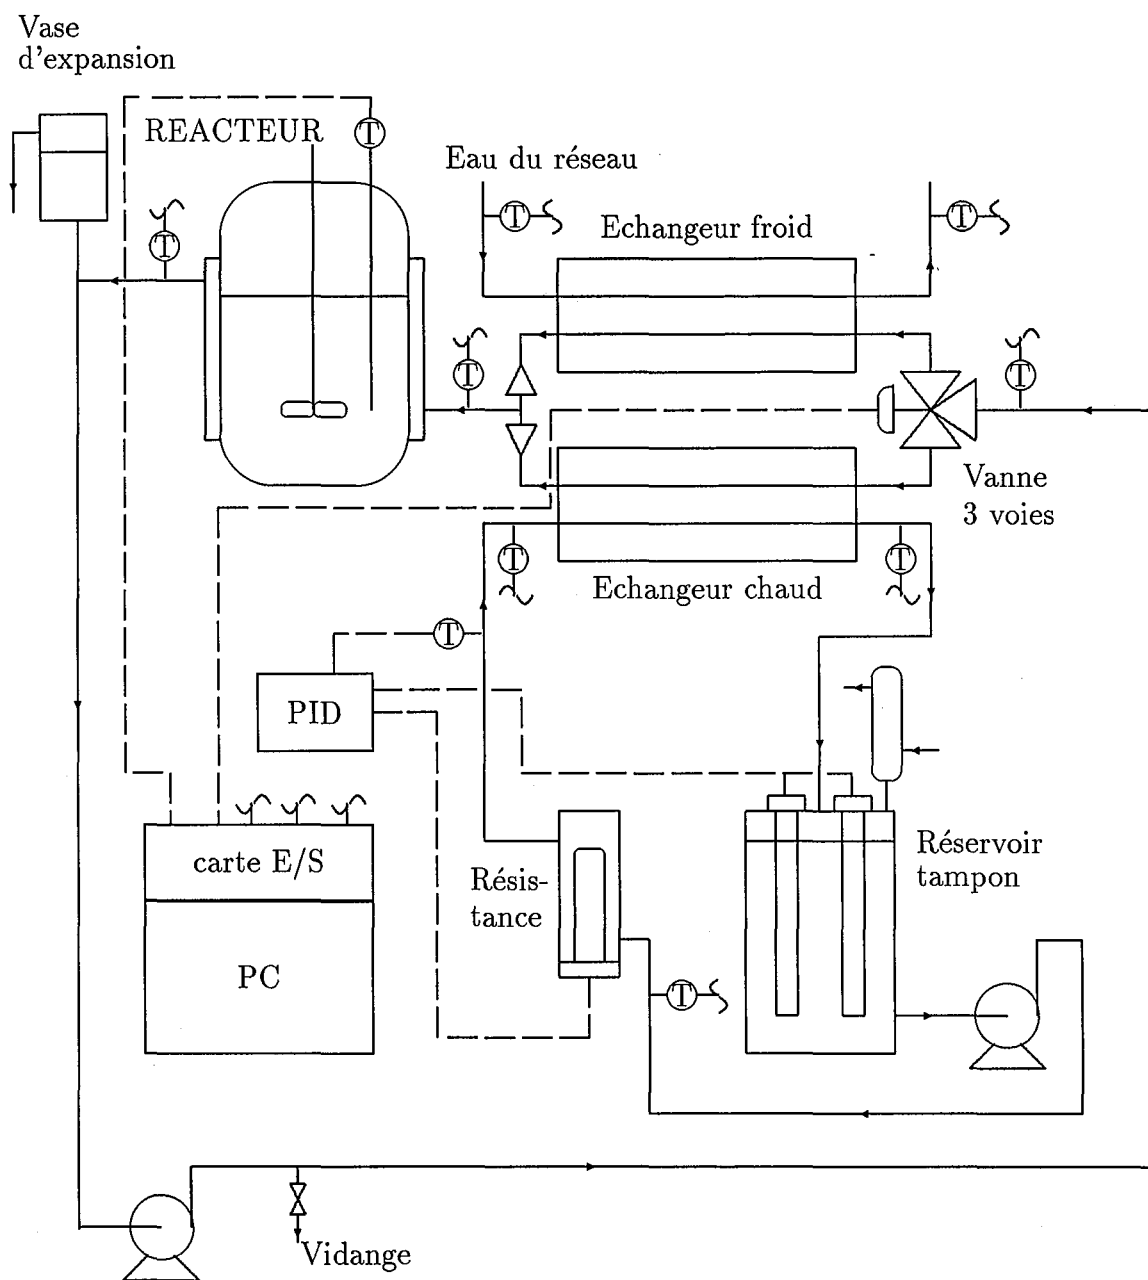 Vase
d'expansion
REACTEUR
T
Eau du réseau
T
T
Echangeur froid
T
T
T
Vanne
3 voies
T
T
Echangeur chaud
T
PID
carte E/S
PC
Résis-
tance
Réservoir
tampon
T
Vidange